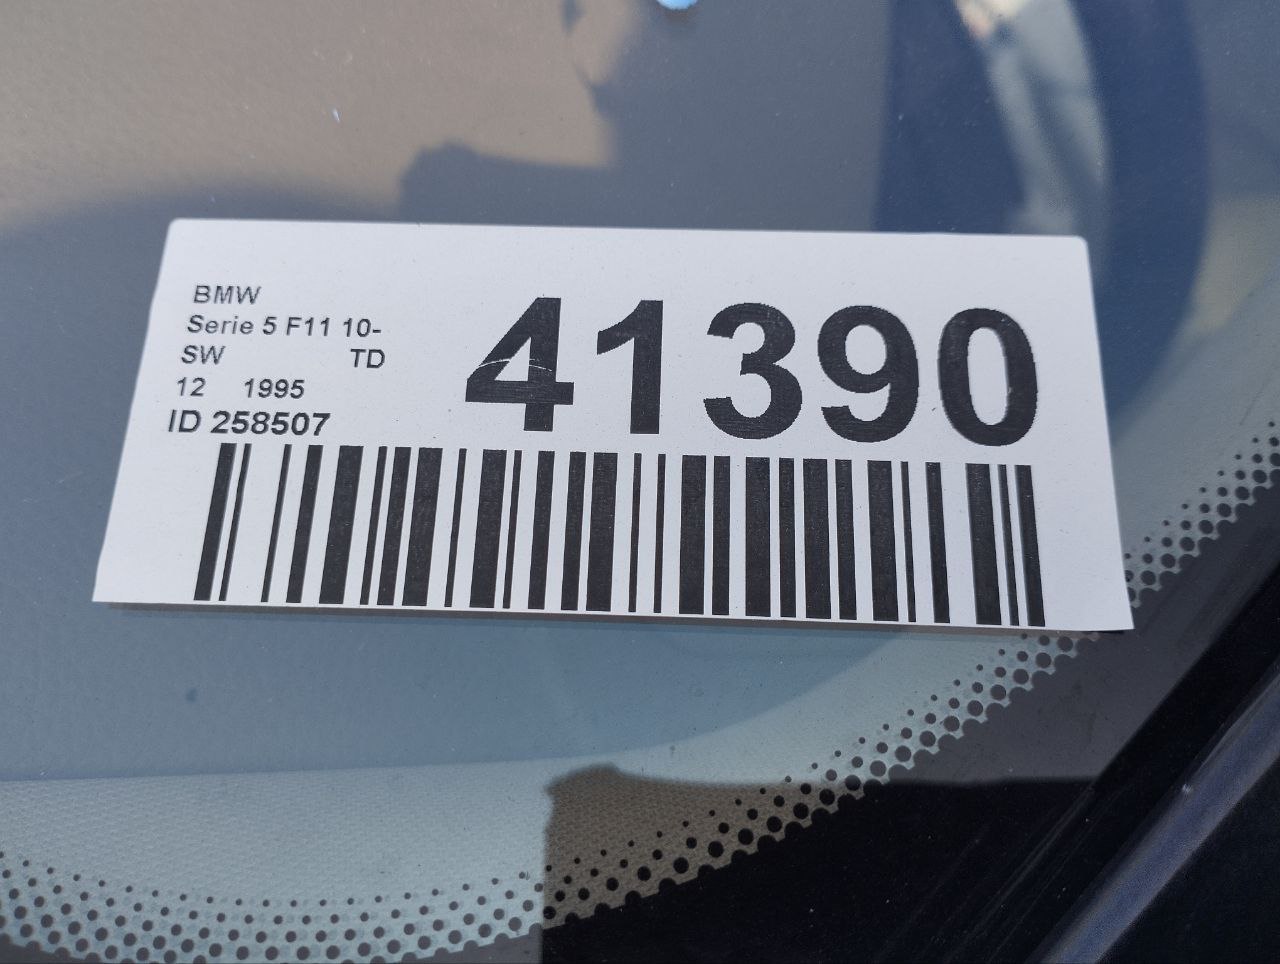 BMW
Serie 5 F11 10-
SW TD
12 1995
ID 258507
41390